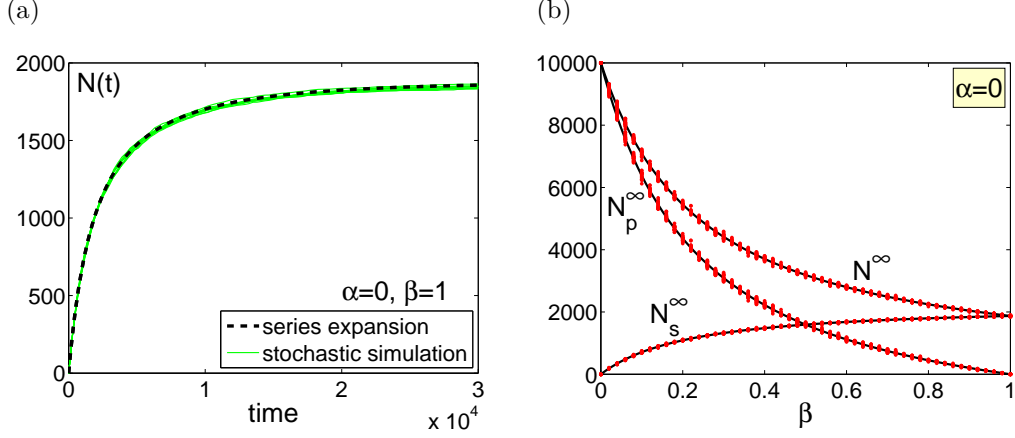 (a)
N(t)
2000
1500
1000
500
0
0
1
2
3
x 10^4
time
α=0, β=1
series expansion
stochastic simulation
(b)
α=0
10000
8000
6000
4000
2000
0
N_p^∞
N^∞
N_s^∞
0
0.2
0.4
0.6
0.8
1
β